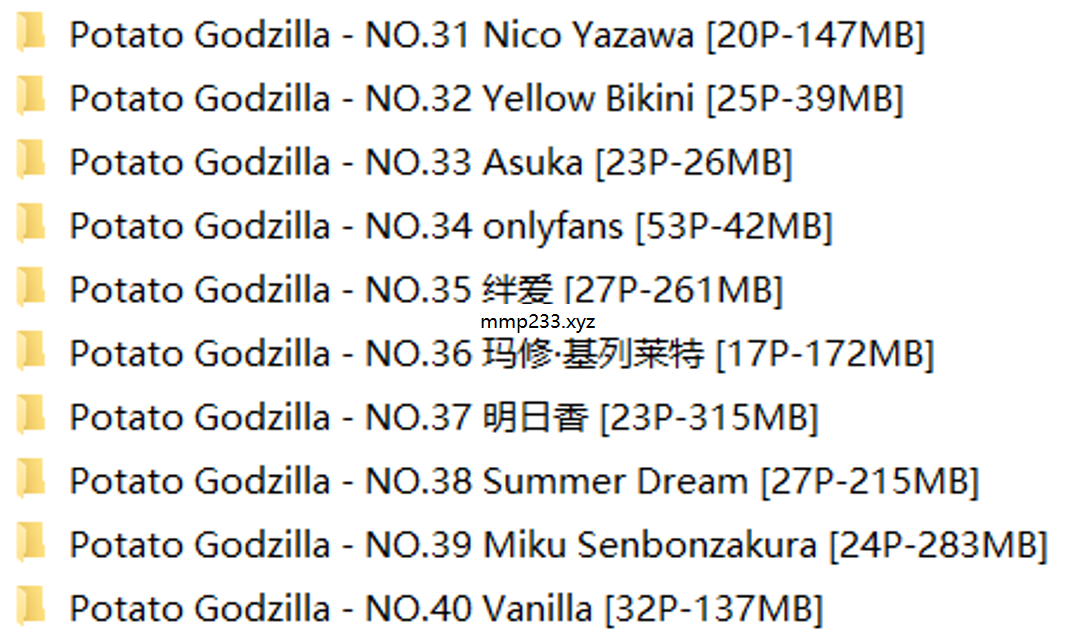 Potato Godzilla - NO.31 Nico Yazawa [20P-147MB]
Potato Godzilla - NO.32 Yellow Bikini [25P-39MB]
Potato Godzilla - NO.33 Asuka [23P-26MB]
Potato Godzilla - NO.34 onlyfans [53P-42MB]
Potato Godzilla - NO.35 绊爱 [27P-261MB]
mmp233.xyz
Potato Godzilla - NO.36 玛修·基列莱特 [17P-172MB]
Potato Godzilla - NO.37 明日香 [23P-315MB]
Potato Godzilla - NO.38 Summer Dream [27P-215MB]
Potato Godzilla - NO.39 Miku Senbonzakura [24P-283MB]
Potato Godzilla - NO.40 Vanilla [32P-137MB]